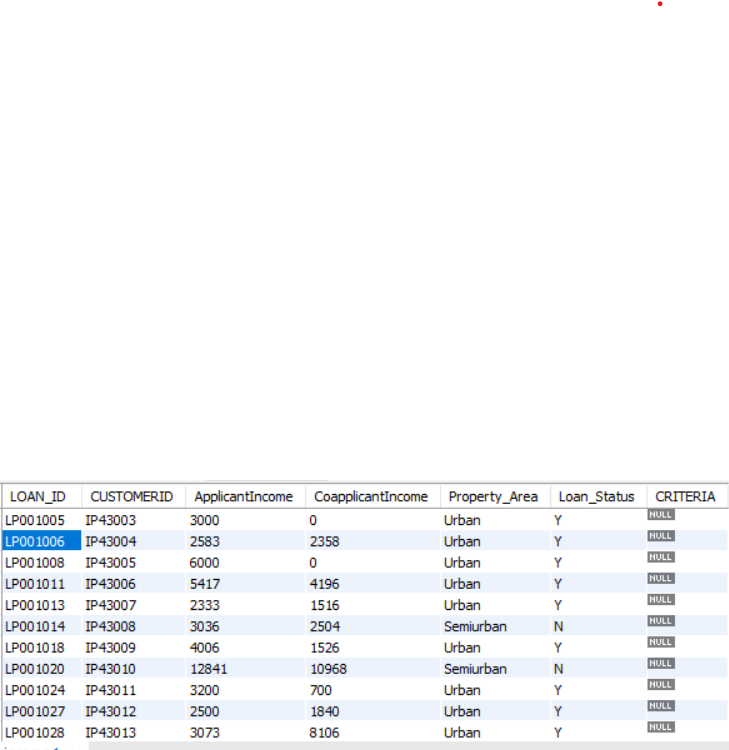 LOAN_ID CUSTOMERID ApplicantIncome CoapplicantIncome Property_Area Loan_Status CRITERIA
LP001005 IP43003 3000 0 Urban Y NULL
LP001006 IP43004 2583 2358 Urban Y NULL
LP001008 IP43005 6000 0 Urban Y NULL
LP001011 IP43006 5417 4196 Urban Y NULL
LP001013 IP43007 2333 1516 Urban Y NULL
LP001014 IP43008 3036 2504 Semiurban N NULL
LP001018 IP43009 4006 1526 Urban Y NULL
LP001020 IP43010 12841 10968 Semiurban N NULL
LP001024 IP43011 3200 700 Urban Y NULL
LP001027 IP43012 2500 1840 Urban Y NULL
LP001028 IP43013 3073 8106 Urban Y NULL